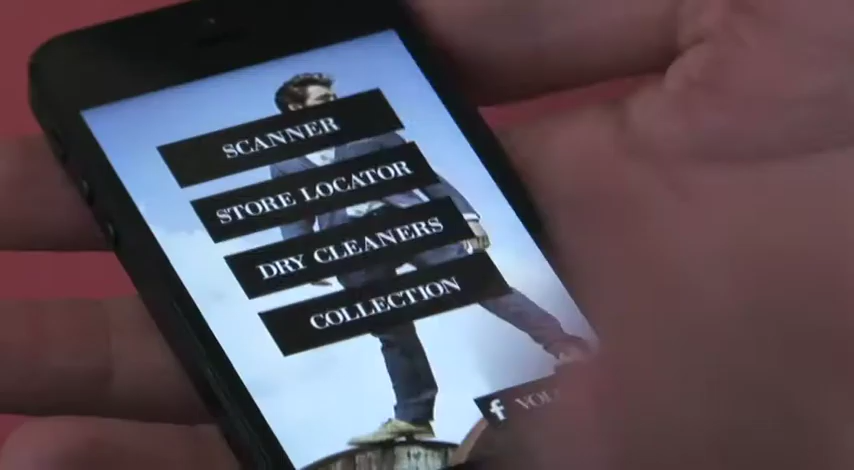 SCANNER
STORE LOCATOR
DRY CLEANERS
COLLECTION
f